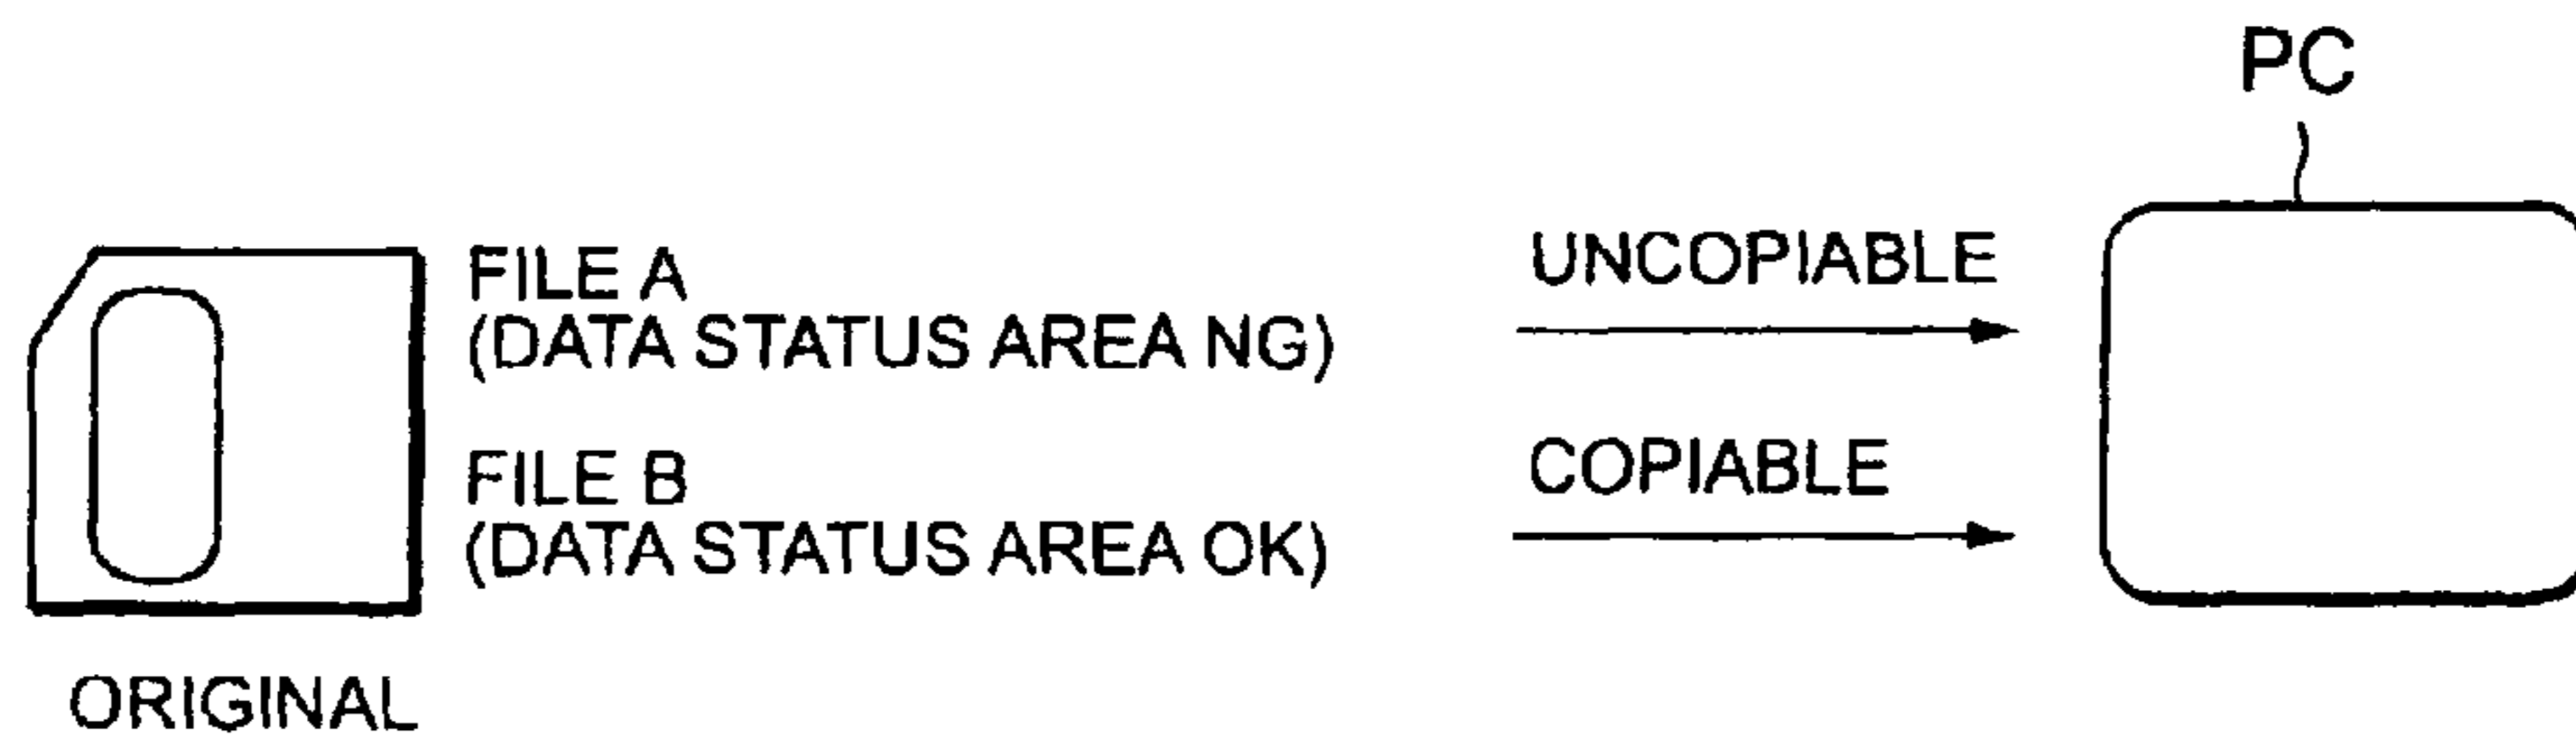 PC
FILE A
(DATA STATUS AREA NG)
UNCOPIABLE
FILE B
(DATA STATUS AREA OK)
COPIABLE
ORIGINAL